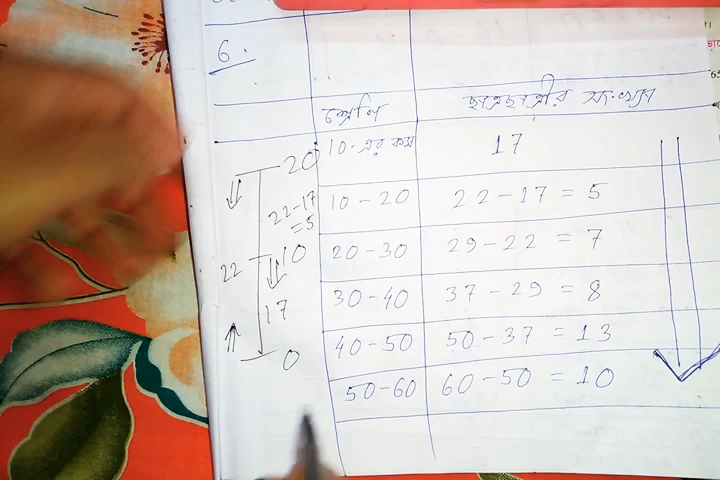 6.
শ্রেণি ছাত্রছাত্রীর সংখ্যা
10-এর কম 17
10-20 22-17 = 5
20-30 29-22 = 7
30-40 37-29 = 8
40-50 50-37 = 13
50-60 60-50 = 10
20
22-17
=5
10
22
17
0